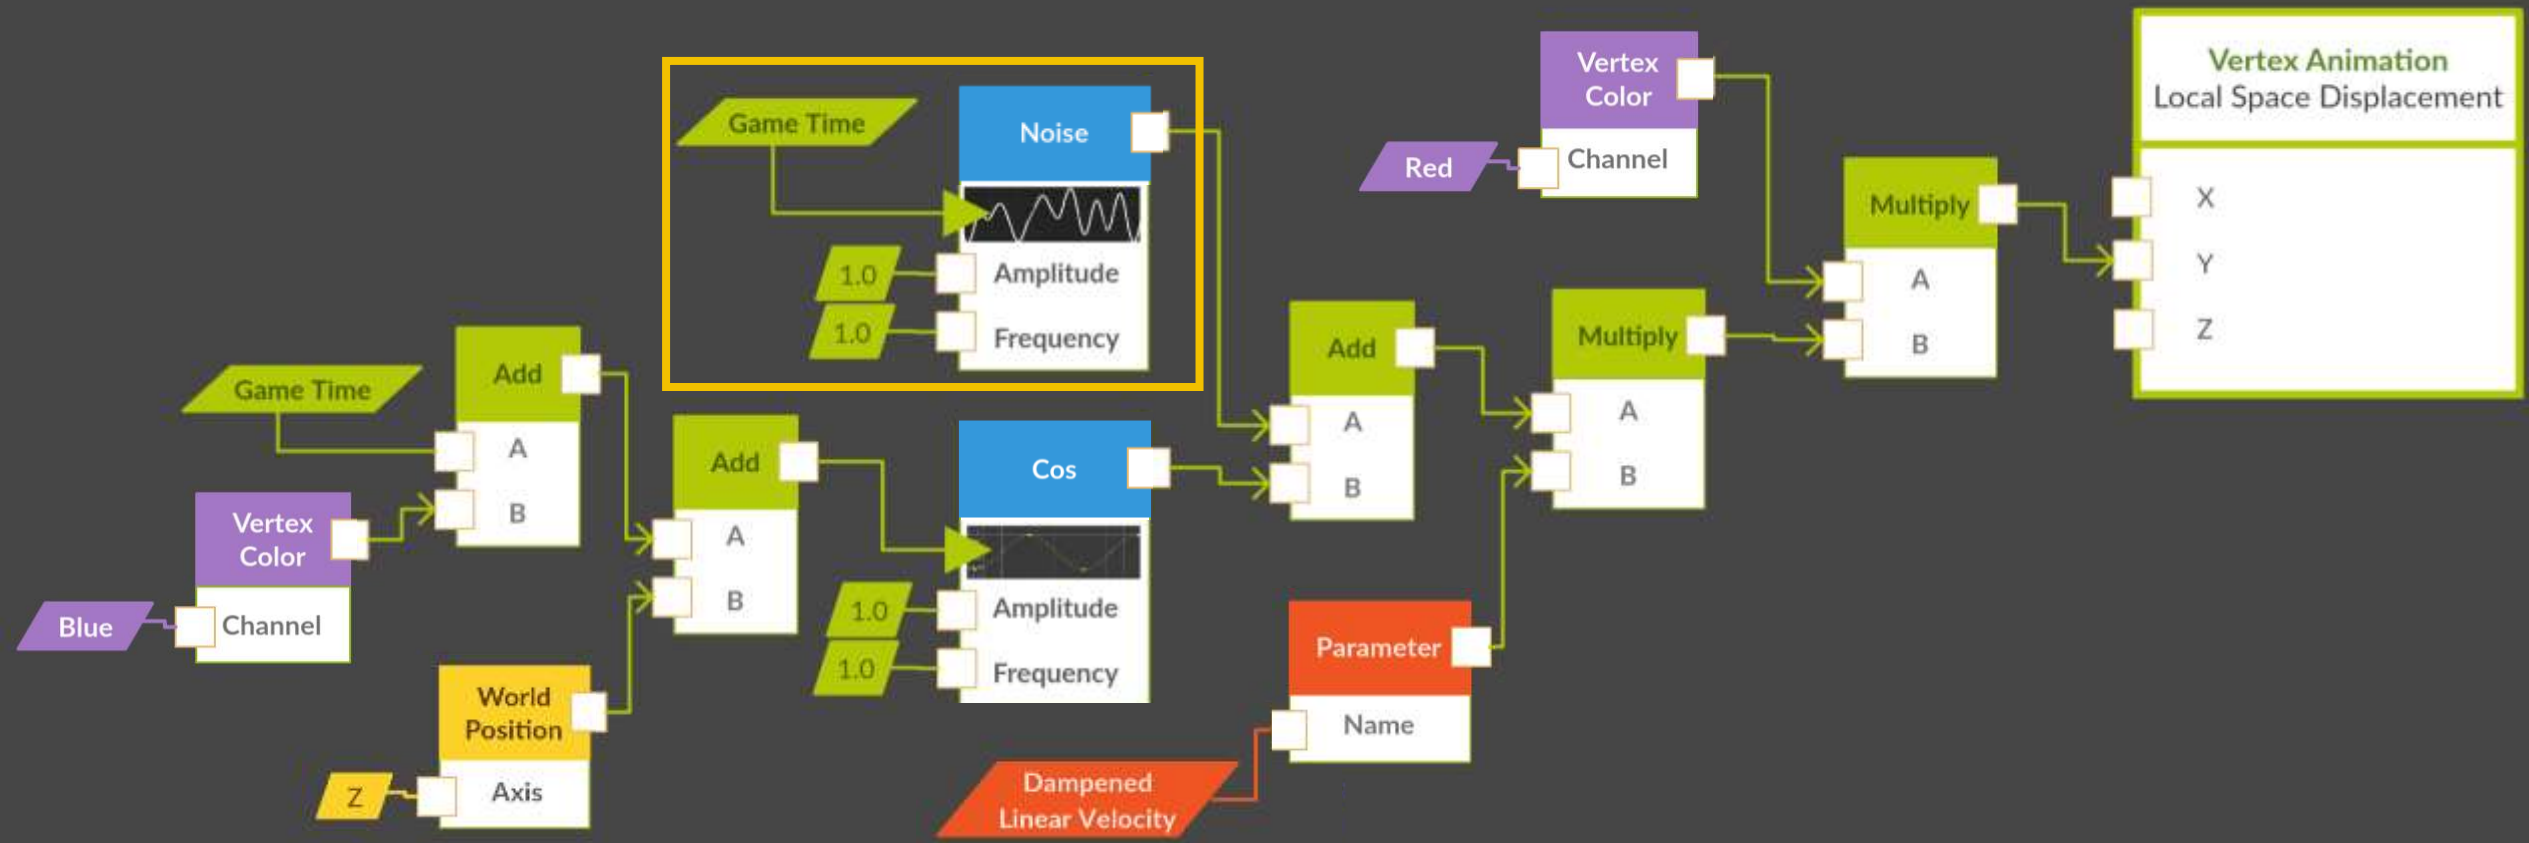 Game Time
Add
A
B
Vertex
Color
Channel
Blue
World
Position
Axis
Z
Add
A
B
Game Time
Noise
Amplitude
Frequency
1.0
1.0
Cos
Amplitude
Frequency
1.0
1.0
Add
A
B
Parameter
Name
Dampened
Linear Velocity
Multiply
A
B
Vertex
Color
Channel
Red
Multiply
A
B
Vertex Animation
Local Space Displacement
X
Y
Z